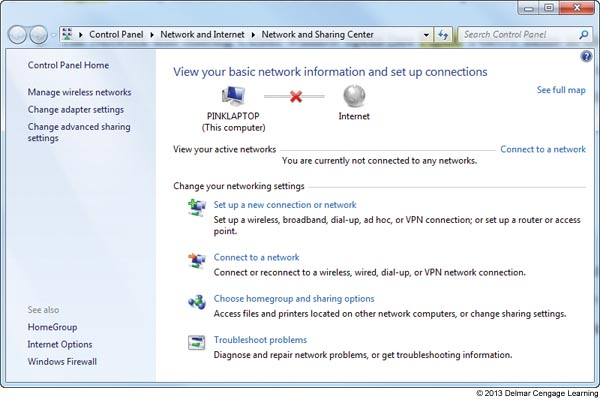 Control Panel ▸ Network and Internet ▸ Network and Sharing Center
Search Control Panel
Control Panel Home
Manage wireless networks
Change adapter settings
Change advanced sharing
settings
See also
HomeGroup
Internet Options
Windows Firewall
View your basic network information and set up connections
See full map
PINKLAPTOP
(This computer)
Internet
View your active networks
Connect to a network
You are currently not connected to any networks.
Change your networking settings
Set up a new connection or network
Set up a wireless, broadband, dial-up, ad hoc, or VPN connection; or set up a router or access
point.
Connect to a network
Connect or reconnect to a wireless, wired, dial-up, or VPN network connection.
Choose homegroup and sharing options
Access files and printers located on other network computers, or change sharing settings.
Troubleshoot problems
Diagnose and repair network problems, or get troubleshooting information.
© 2013 Delmar Cengage Learning